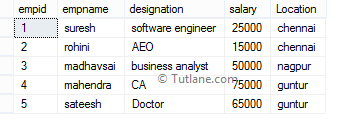 empid empname designation salary Location
1 suresh software engineer 25000 chennai
2 rohini AEO 15000 chennai
3 madhavsai business analyst 50000 nagpur
4 mahendra CA 75000 guntur
© Tutlane.com
5 sateesh Doctor 65000 guntur